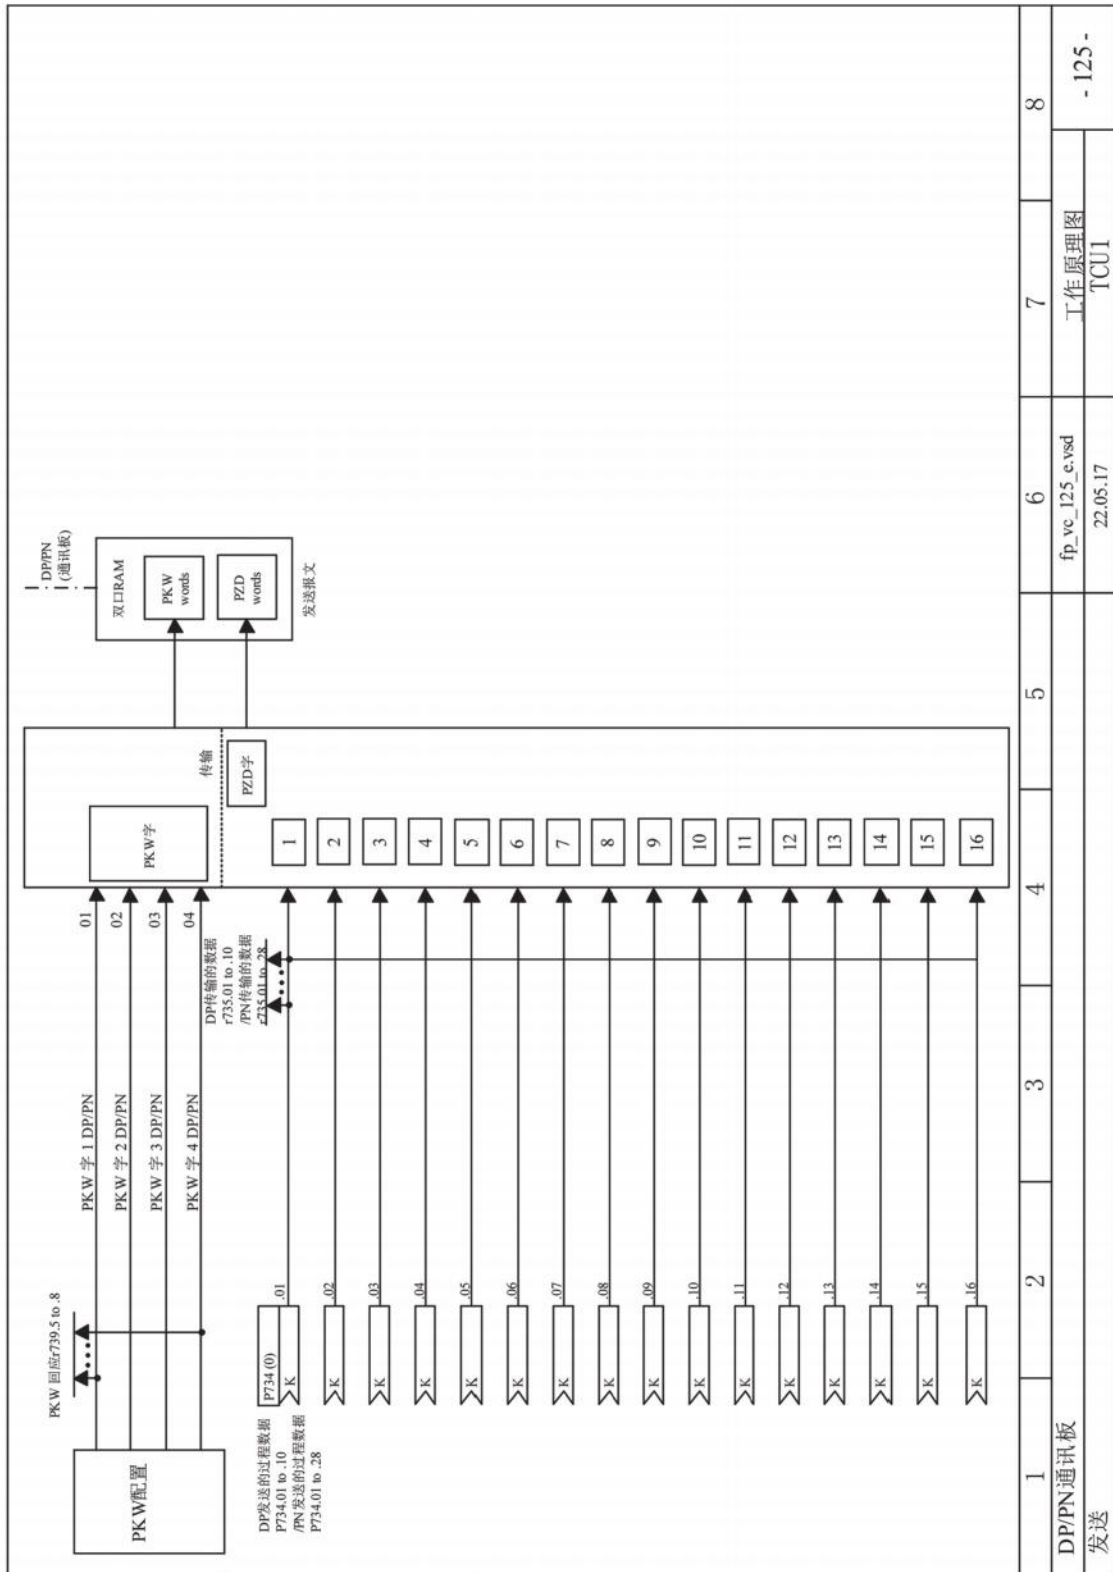 PKW配置
PKW 回应r739.5 to .8
PKW 字 1 DP/PN
01
PKW 字 2 DP/PN
02
PKW 字 3 DP/PN
03
PKW 字 4 DP/PN
04
PKW字
传输
PZD字
DP/PN
(通讯板)
双口RAM
PKW
words
PZD
words
发送报文
DP传输的数据
r735.01 to .10
/PN传输的数据
r735.01 to .28
DP发送的过程数据
P734.01 to .10
/PN发送的过程数据
P734.01 to .28
P734 (0)
K .01 1
K .02 2
K .03 3
K .04 4
K .05 5
K .06 6
K .07 7
K .08 8
K .09 9
K .10 10
K .11 11
K .12 12
K .13 13
K .14 14
K .15 15
K .16 16
1 2 3 4 5 6 7 8
DP/PN通讯板
fp_vc_125_e.vsd
工作原理图
- 125 -
发送
22.05.17
TCU1